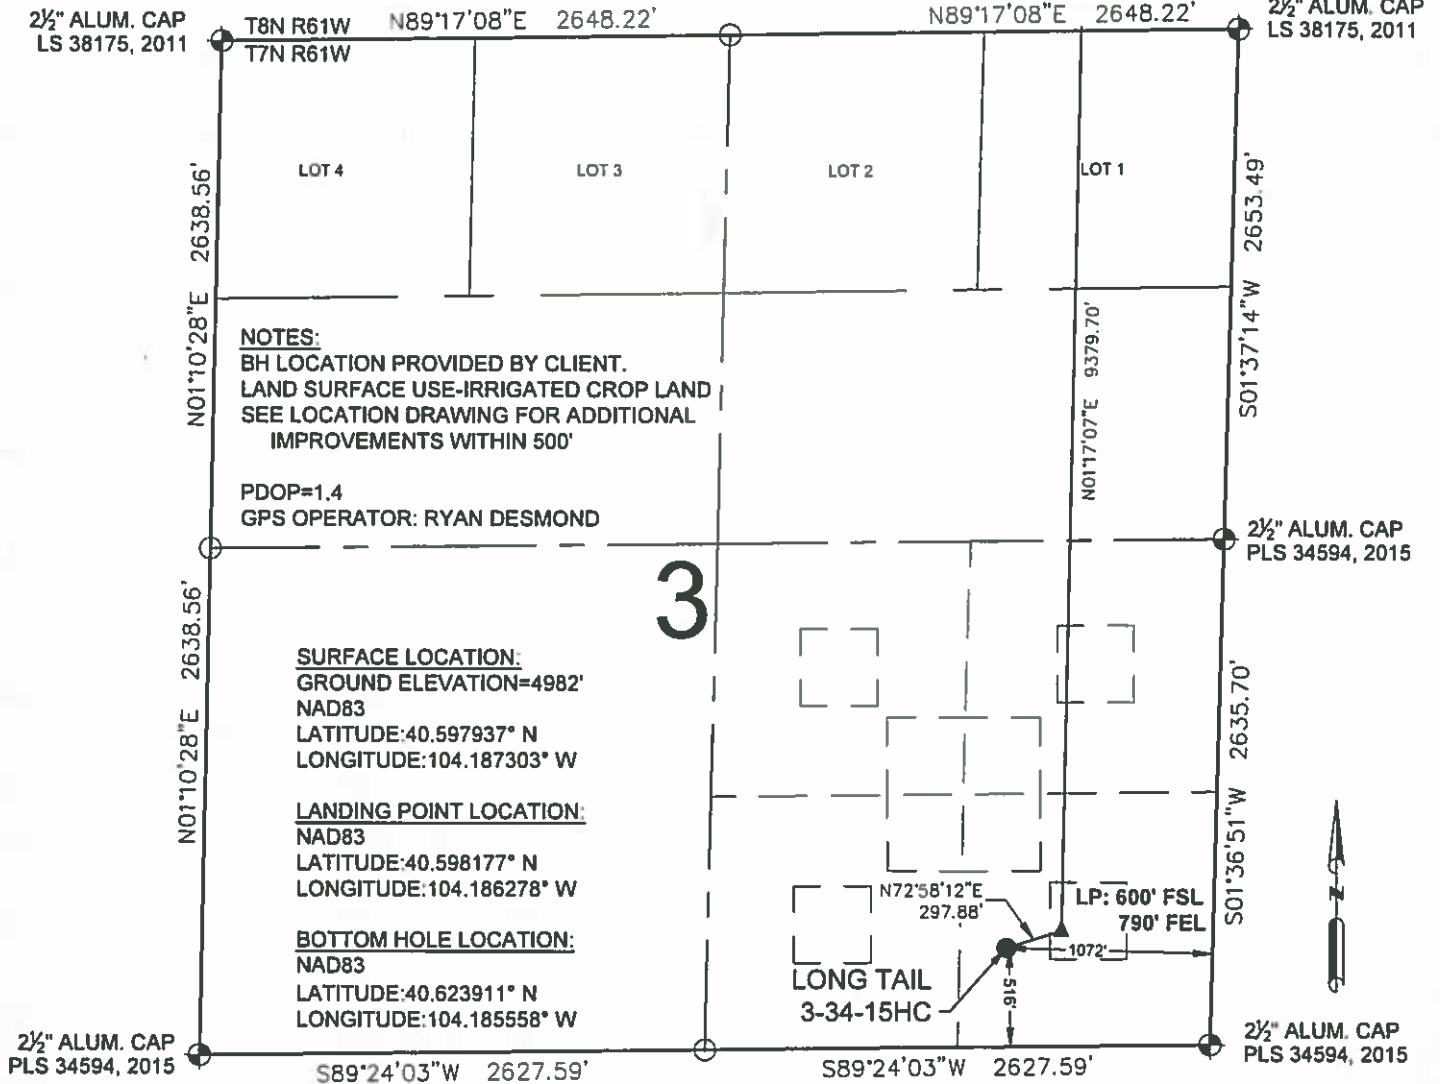 2½" ALUM. CAP
LS 38175, 2011
T8N R61W
T7N R61W
N89°17'08"E 2648.22'
N89°17'08"E 2648.22'
2½" ALUM. CAP
LS 38175, 2011
LOT 4
LOT 3
LOT 2
LOT 1
N01°10'28"E 2638.56'
S01°37'14"W 2653.49'
N01°17'07"E 9379.70'
NOTES:
BH LOCATION PROVIDED BY CLIENT.
LAND SURFACE USE-IRRIGATED CROP LAND
SEE LOCATION DRAWING FOR ADDITIONAL
IMPROVEMENTS WITHIN 500'
PDOP=1.4
GPS OPERATOR: RYAN DESMOND
2½" ALUM. CAP
PLS 34594, 2015
3
N01°10'28"E 2638.56'
S01°36'51"W 2635.70'
SURFACE LOCATION:
GROUND ELEVATION=4982'
NAD83
LATITUDE:40.597937° N
LONGITUDE:104.187303° W
LANDING POINT LOCATION:
NAD83
LATITUDE:40.598177° N
LONGITUDE:104.186278° W
BOTTOM HOLE LOCATION:
NAD83
LATITUDE:40.623911° N
LONGITUDE:104.185558° W
N72°58'12"E
297.88'
LP: 600' FSL
790' FEL
1072'
516'
LONG TAIL
3-34-15HC
N
2½" ALUM. CAP
PLS 34594, 2015
S89°24'03"W 2627.59'
S89°24'03"W 2627.59'
2½" ALUM. CAP
PLS 34594, 2015